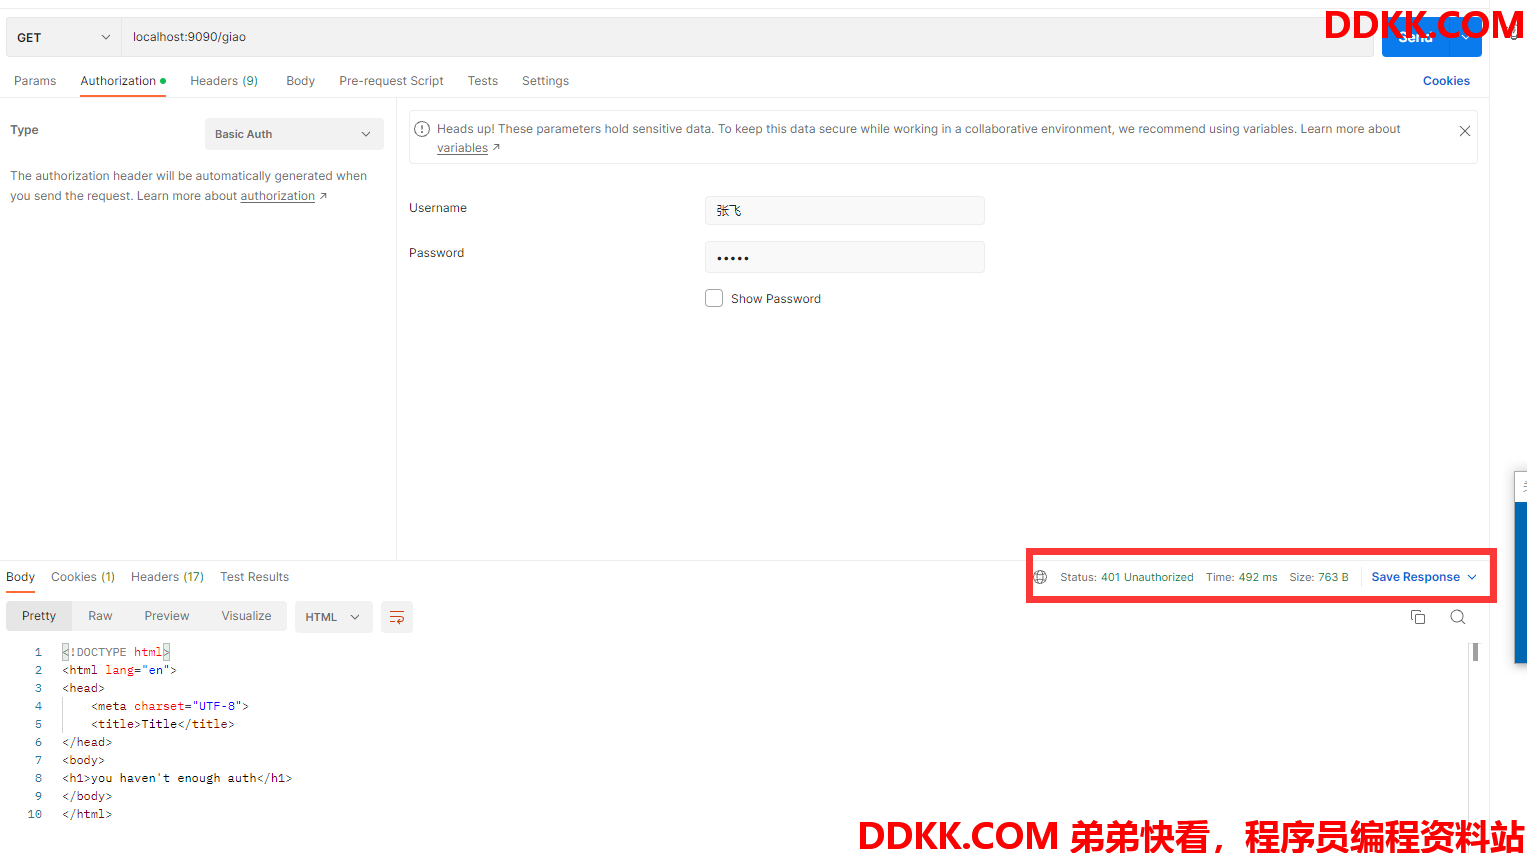 DDKK.COM
GET
localhost:9090/giao
Send
Params
Authorization
Headers (9)
Body
Pre-request Script
Tests
Settings
Cookies
Type
Basic Auth
The authorization header will be automatically generated when
you send the request. Learn more about authorization ↗
Heads up! These parameters hold sensitive data. To keep this data secure while working in a collaborative environment, we recommend using variables. Learn more about
variables ↗
Username
张飞
Password
•••••
Show Password
Body
Cookies (1)
Headers (17)
Test Results
Status: 401 Unauthorized
Time: 492 ms
Size: 763 B
Save Response
Pretty
Raw
Preview
Visualize
HTML
1 <!DOCTYPE html>
2 <html lang="en">
3 <head>
4 <meta charset="UTF-8">
5 <title>Title</title>
6 </head>
7 <body>
8 <h1>you haven't enough auth</h1>
9 </body>
10 </html>
DDKK.COM 弟弟快看，程序员编程资料站